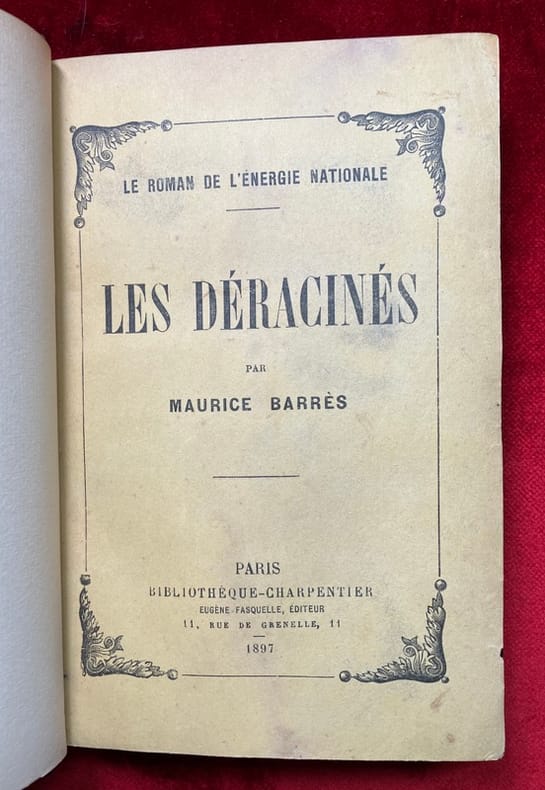 LE ROMAN DE L'ÉNERGIE NATIONALE
LES DÉRACINÉS
PAR
MAURICE BARRÈS
PARIS
BIBLIOTHÈQUE-CHARPENTIER
EUGÈNE FASQUELLE, ÉDITEUR
11, RUE DE GRENELLE, 11
1897